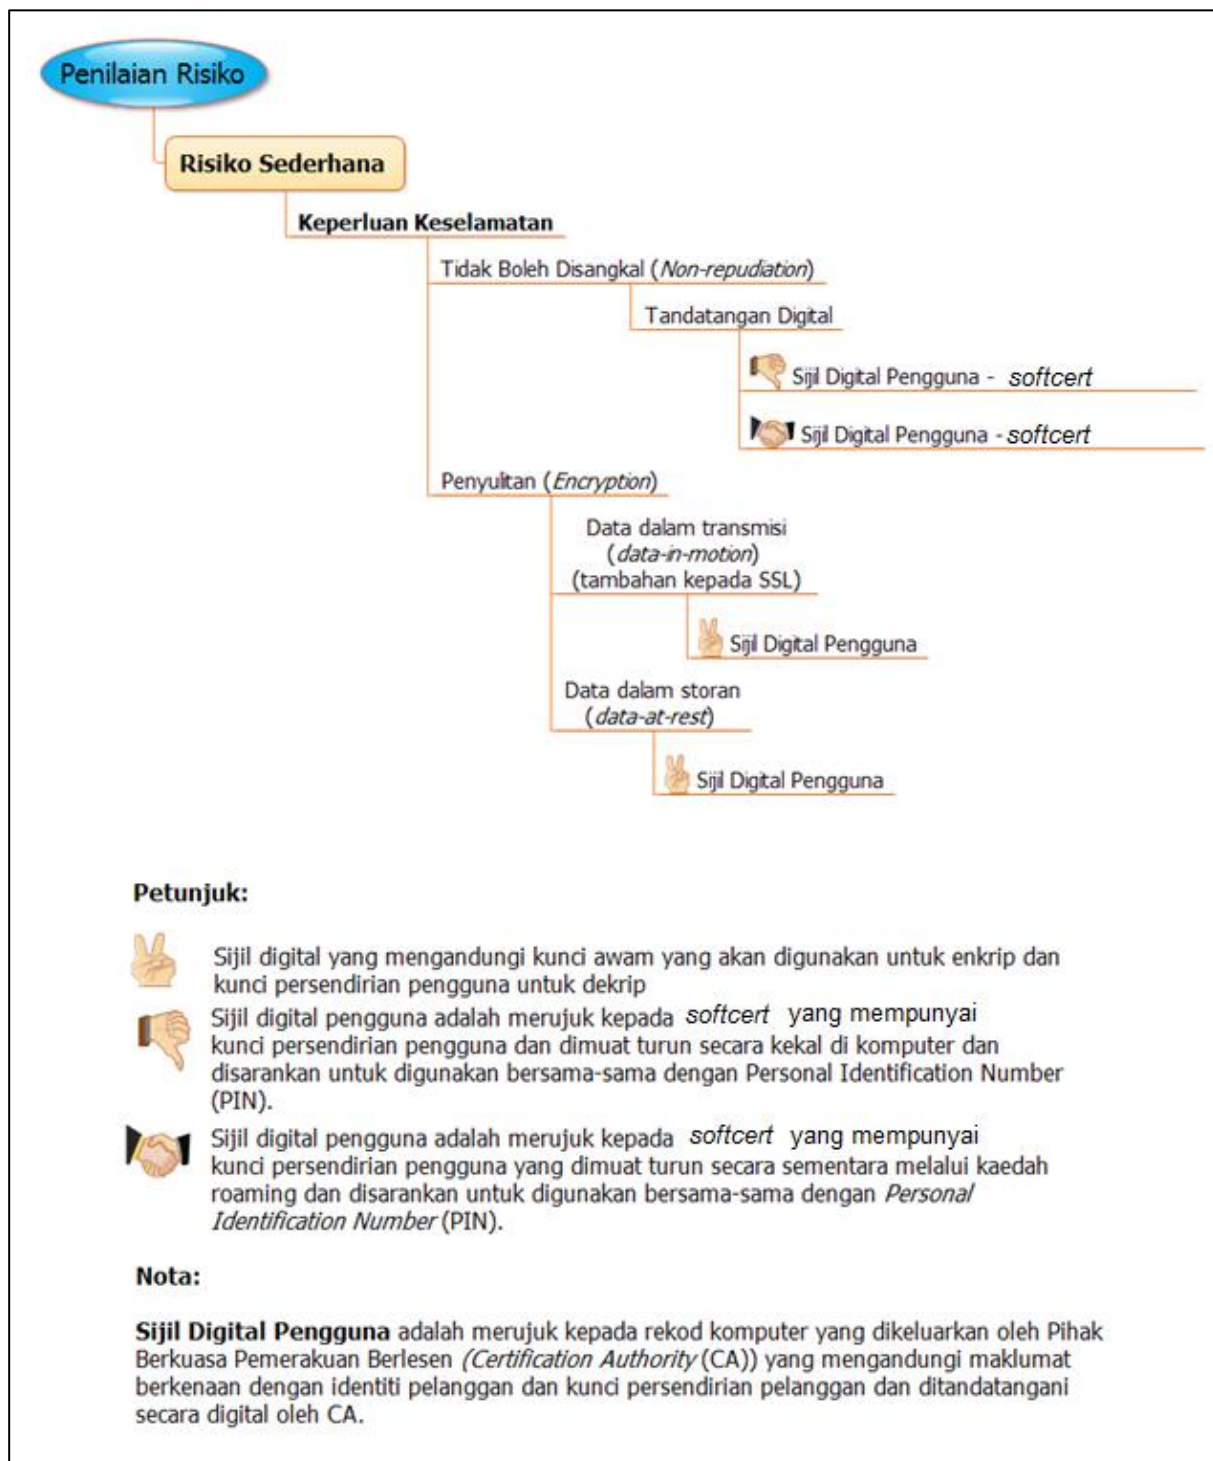 Penilaian Risiko
Risiko Sederhana
Keperluan Keselamatan
Tidak Boleh Disangkal (Non-repudiation)
Tandatangan Digital
Sijil Digital Pengguna - softcert
Sijil Digital Pengguna - softcert
Penyulitan (Encryption)
Data dalam transmisi
(data-in-motion)
(tambahan kepada SSL)
Sijil Digital Pengguna
Data dalam storan
(data-at-rest)
Sijil Digital Pengguna
Petunjuk:
Sijil digital yang mengandungi kunci awam yang akan digunakan untuk enkrip dan
kunci persendirian pengguna untuk dekrip
Sijil digital pengguna adalah merujuk kepada softcert yang mempunyai
kunci persendirian pengguna dan dimuat turun secara kekal di komputer dan
disarankan untuk digunakan bersama-sama dengan Personal Identification Number
(PIN).
Sijil digital pengguna adalah merujuk kepada softcert yang mempunyai
kunci persendirian pengguna yang dimuat turun secara sementara melalui kaedah
roaming dan disarankan untuk digunakan bersama-sama dengan Personal
Identification Number (PIN).
Nota:
Sijil Digital Pengguna adalah merujuk kepada rekod komputer yang dikeluarkan oleh Pihak
Berkuasa Pemerakuan Berlesen (Certification Authority (CA)) yang mengandungi maklumat
berkenaan dengan identiti pelanggan dan kunci persendirian pelanggan dan ditandatangani
secara digital oleh CA.